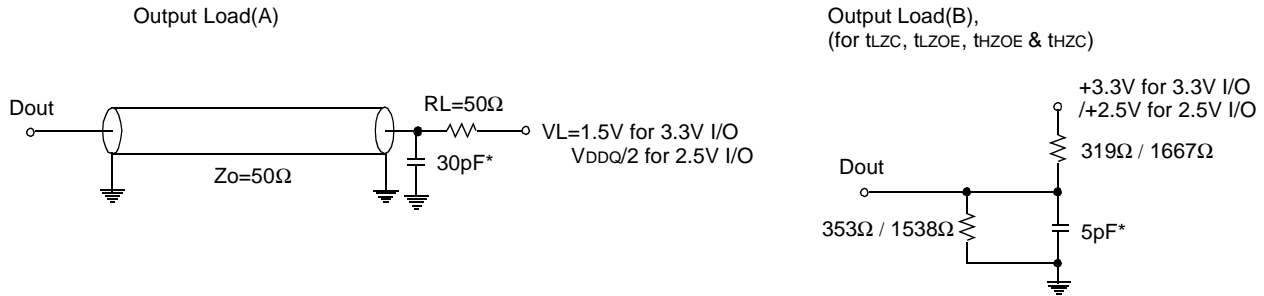 Output Load(A)
Dout
Zo=50Ω
RL=50Ω
30pF*
VL=1.5V for 3.3V I/O
VDDQ/2 for 2.5V I/O
Output Load(B),
(for tLZC, tLZOE, tHZOE & tHZC)
+3.3V for 3.3V I/O
/+2.5V for 2.5V I/O
319Ω / 1667Ω
Dout
353Ω / 1538Ω
5pF*